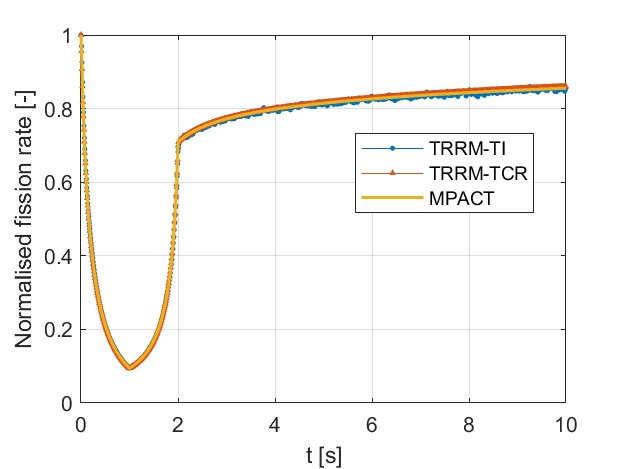 Normalised fission rate [-]
1
0.8
0.6
0.4
0.2
0
0
2
4
6
8
10
t [s]
TRRM-TI
TRRM-TCR
MPACT